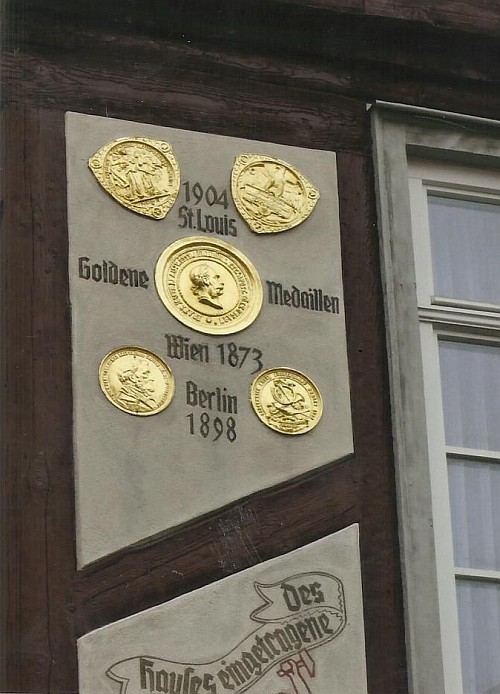 1904
St. Louis
Goldene Medaillen
Wien 1873
Berlin
1898
Des
Hauses eingetragene